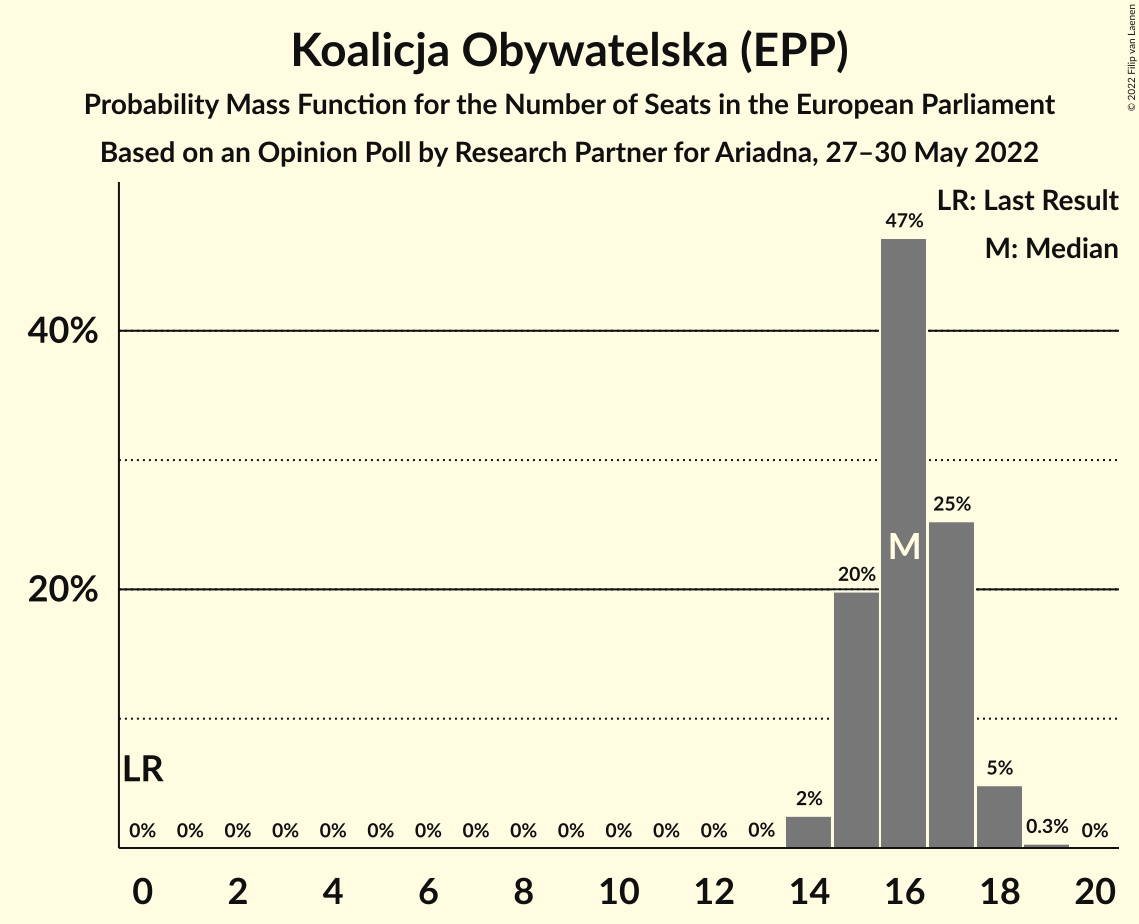 Koalicja Obywatelska (EPP)
Probability Mass Function for the Number of Seats in the European Parliament
Based on an Opinion Poll by Research Partner for Ariadna, 27–30 May 2022
© 2022 Filip van Laenen
LR: Last Result
M: Median
47%
40%
25%
M
20%
20%
LR
5%
2%
0% 0% 0% 0% 0% 0% 0% 0% 0% 0% 0% 0% 0% 0% 0.3% 0%
0 2 4 6 8 10 12 14 16 18 20